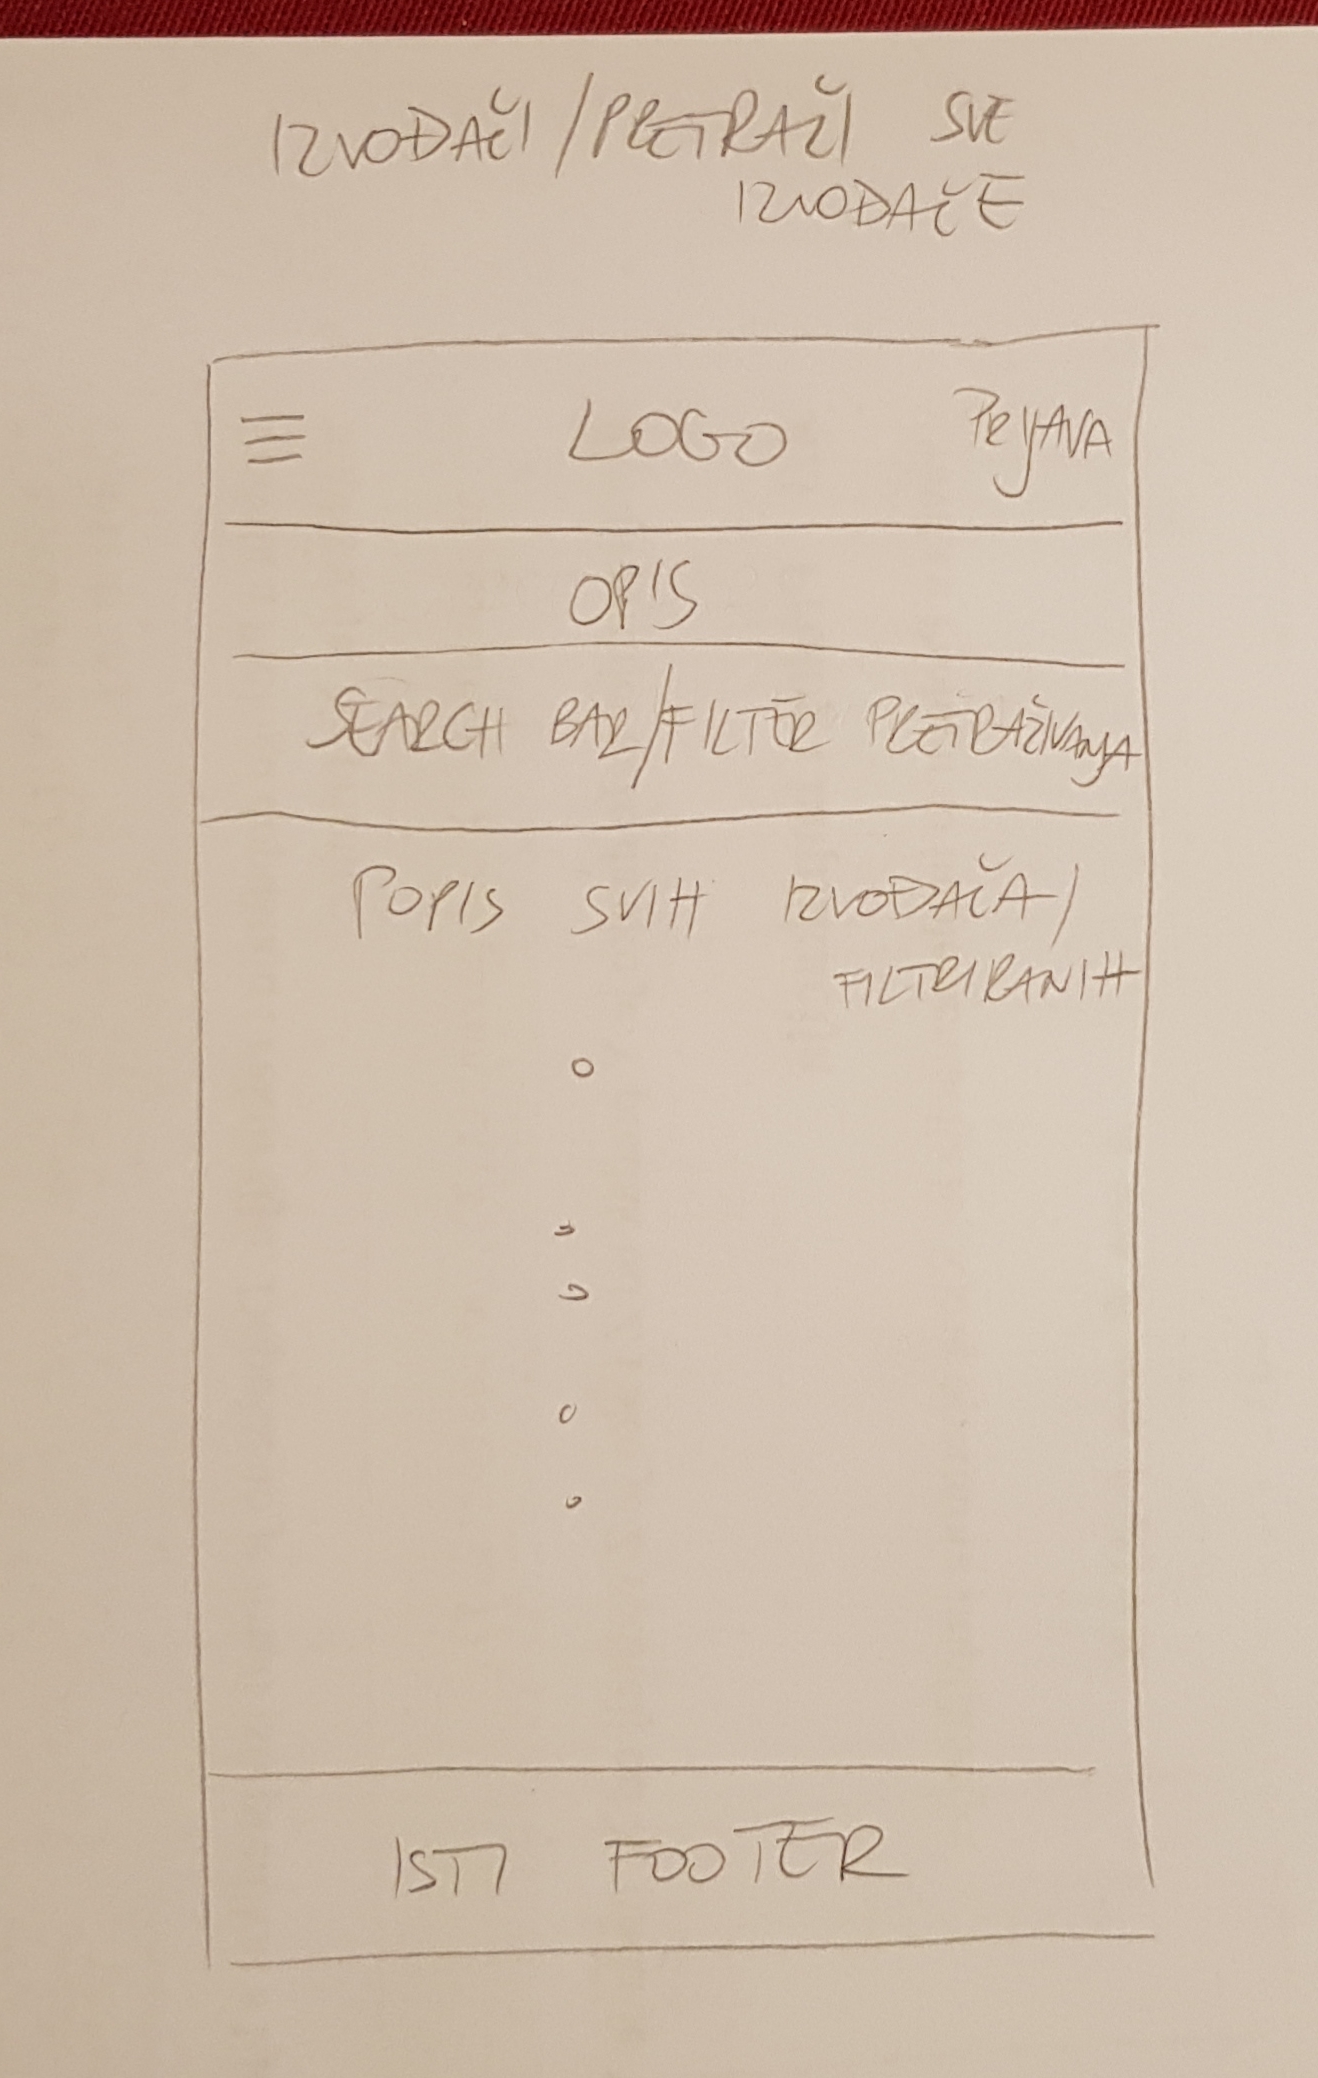 IZVOĐAČI/PRETRAŽI SVE
IZVOĐAČE
LOGO PRIJAVA
OPIS
SEARCH BAR/FILTER PRETRAŽIVANJA
POPIS SVIH IZVOĐAČA/
FILTRIRANIH
ISTI FOOTER